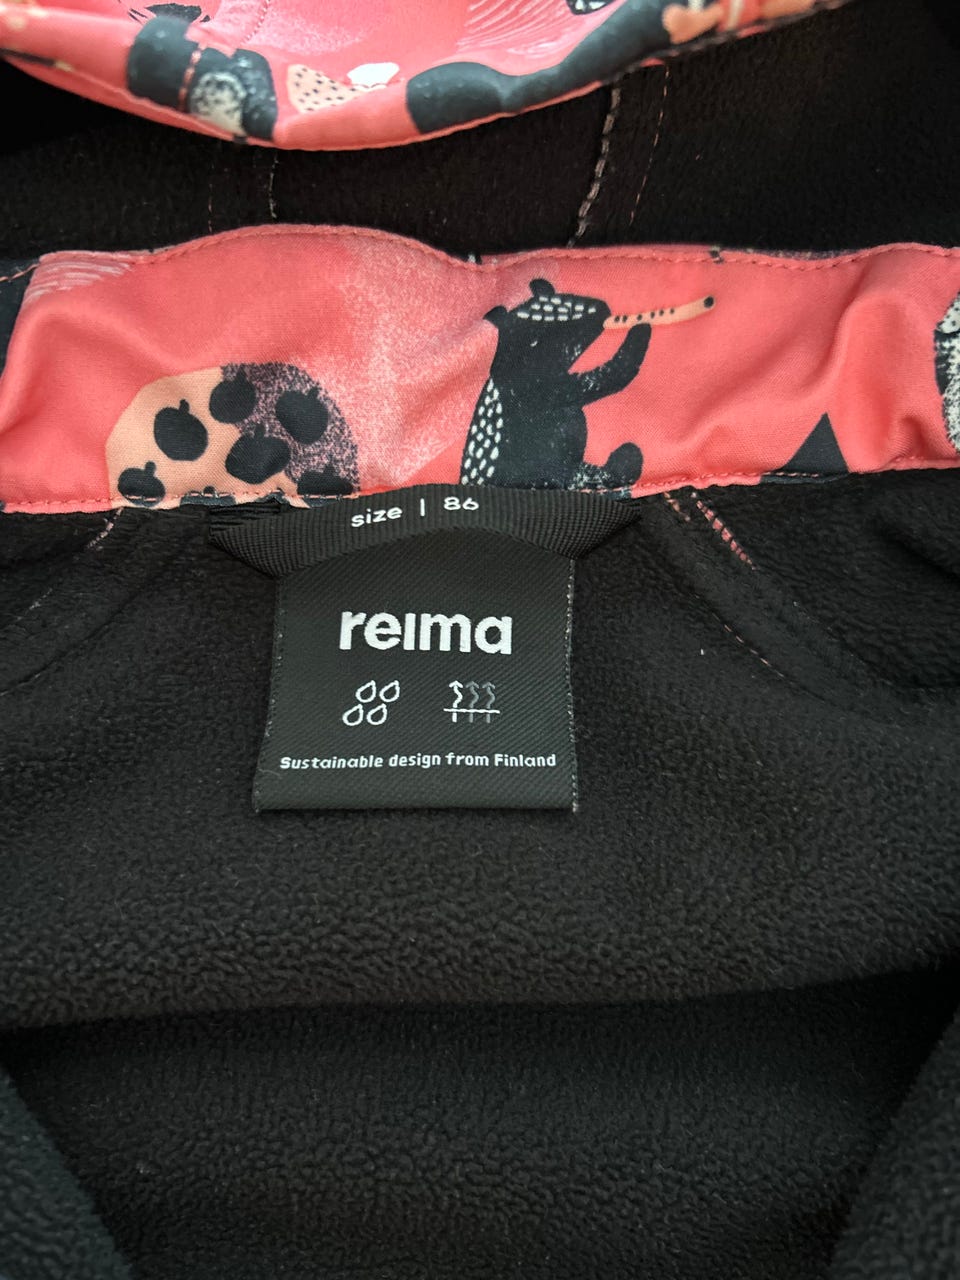 size | 86
reima
Sustainable design from Finland